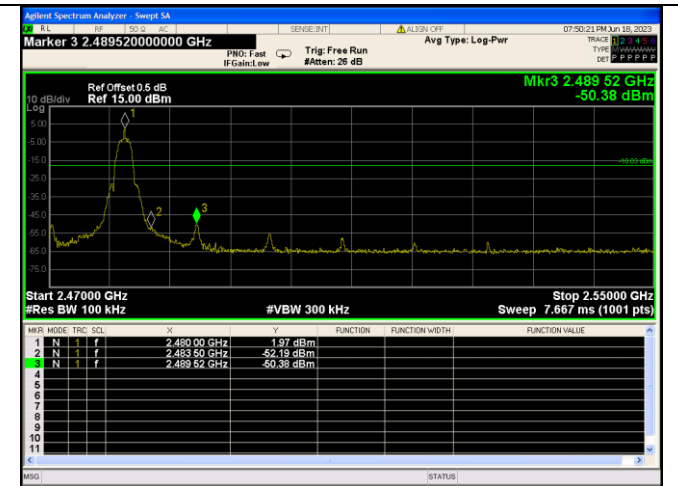 Agilent Spectrum Analyzer - Swept SA
RL RF 50 Ω AC SENSE:INT ALIGN OFF 07:50:21 PM Jun 18, 2023
Marker 3 2.489520000000 GHz
PNO: Fast Trig: Free Run
IFGain:Low #Atten: 26 dB
Avg Type: Log-Pwr
TRACE 1 2 3 4 5 6
TYPE
DET P P P P P P
Mkr3 2.489 52 GHz
-50.38 dBm
Ref Offset 0.5 dB
10 dB/div Ref 15.00 dBm
Log
5.00
-5.00
-15.0
-25.0
-35.0
-45.0
-55.0
-65.0
-75.0
1
2
3
Start 2.47000 GHz Stop 2.55000 GHz
#Res BW 100 kHz #VBW 300 kHz Sweep 7.667 ms (1001 pts)
MKR MODE TRC SCL X Y FUNCTION FUNCTION WIDTH FUNCTION VALUE
1 N 1 f 2.480 00 GHz 1.97 dBm
2 N 1 f 2.483 50 GHz -52.19 dBm
3 N 1 f 2.489 52 GHz -50.38 dBm
4
5
6
7
8
9
10
11
MSG STATUS